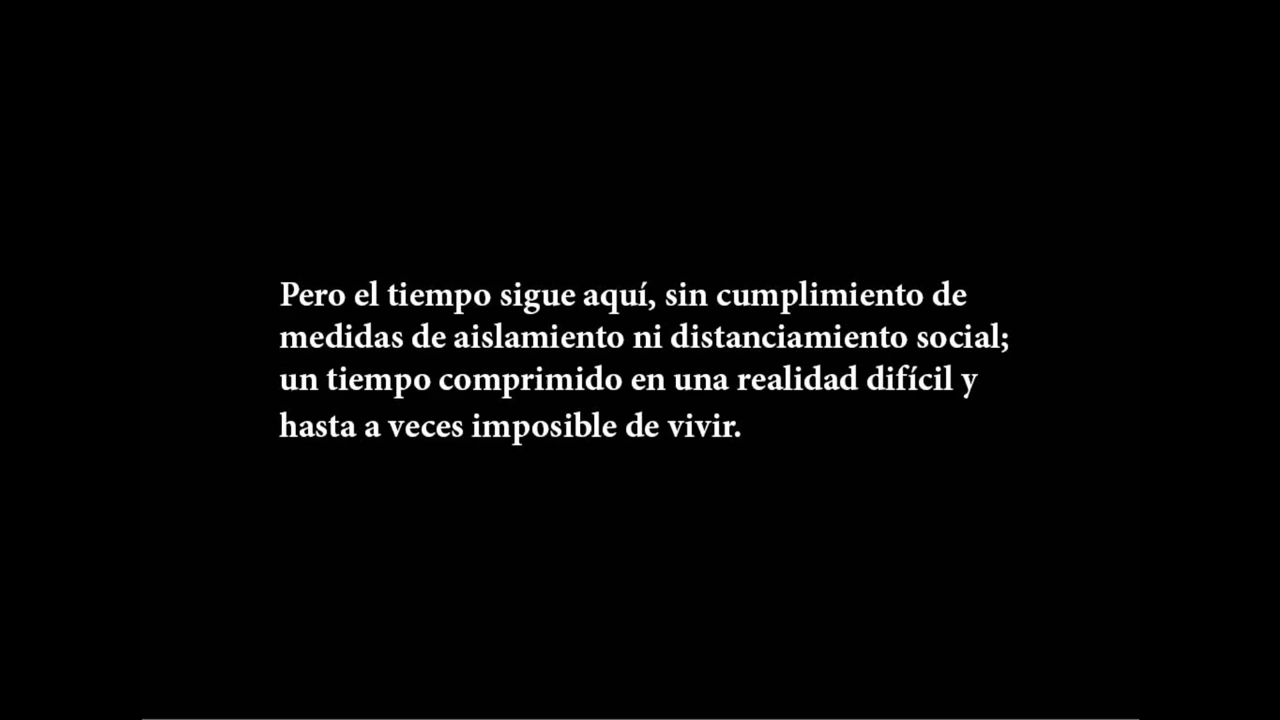 Pero el tiempo sigue aquí, sin cumplimiento de
medidas de aislamiento ni distanciamiento social;
un tiempo comprimido en una realidad difícil y
hasta a veces imposible de vivir.